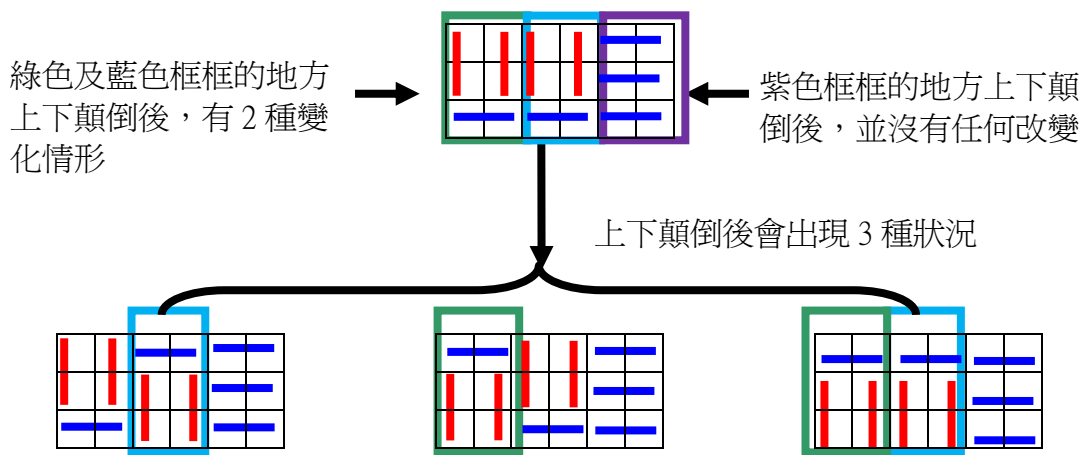 綠色及藍色框框的地方
上下顛倒後，有 2 種變
化情形
紫色框框的地方上下顛
倒後，並沒有任何改變
上下顛倒後會出現 3 種狀況